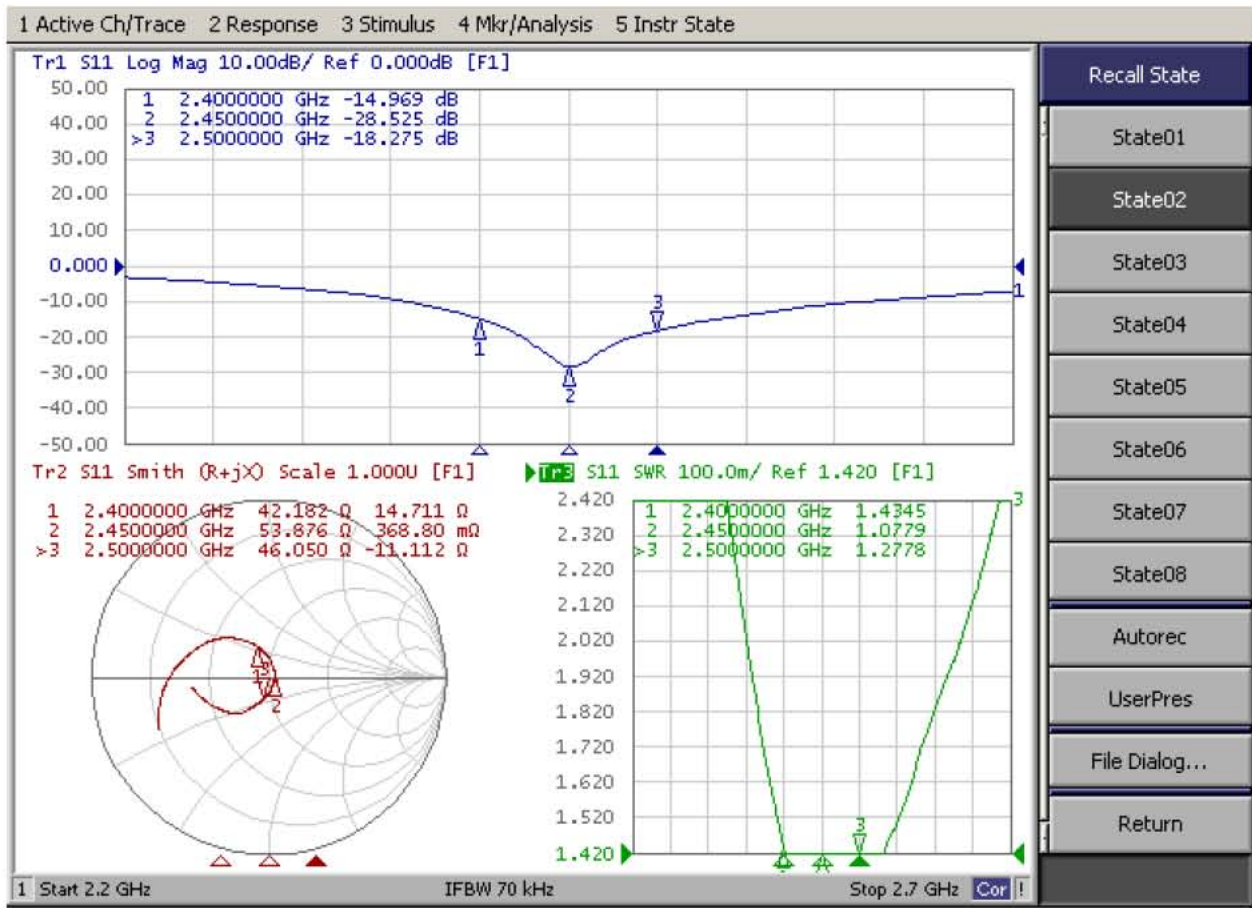 1 Active Ch/Trace 2 Response 3 Stimulus 4 Mkr/Analysis 5 Instr State
Tr1 S11 Log Mag 10.00dB/ Ref 0.000dB [F1]
50.00
40.00
30.00
20.00
10.00
0.000
-10.00
-20.00
-30.00
-40.00
-50.00
1 2.4000000 GHz -14.969 dB
2 2.4500000 GHz -28.525 dB
>3 2.5000000 GHz -18.275 dB
1
2
3
1
Tr2 S11 Smith (R+jX) Scale 1.000U [F1]
1 2.4000000 GHz 42.182 Ω 14.711 Ω
2 2.4500000 GHz 53.876 Ω 368.80 mΩ
>3 2.5000000 GHz 46.050 Ω -11.112 Ω
1
3
2
Tr3 S11 SWR 100.0m/ Ref 1.420 [F1]
2.420
2.320
2.220
2.120
2.020
1.920
1.820
1.720
1.620
1.520
1.420
1 2.4000000 GHz 1.4345
2 2.4500000 GHz 1.0779
>3 2.5000000 GHz 1.2778
3
3
1 Start 2.2 GHz IFBW 70 kHz Stop 2.7 GHz Cor !
Recall State
State01
State02
State03
State04
State05
State06
State07
State08
Autorec
UserPres
File Dialog...
Return